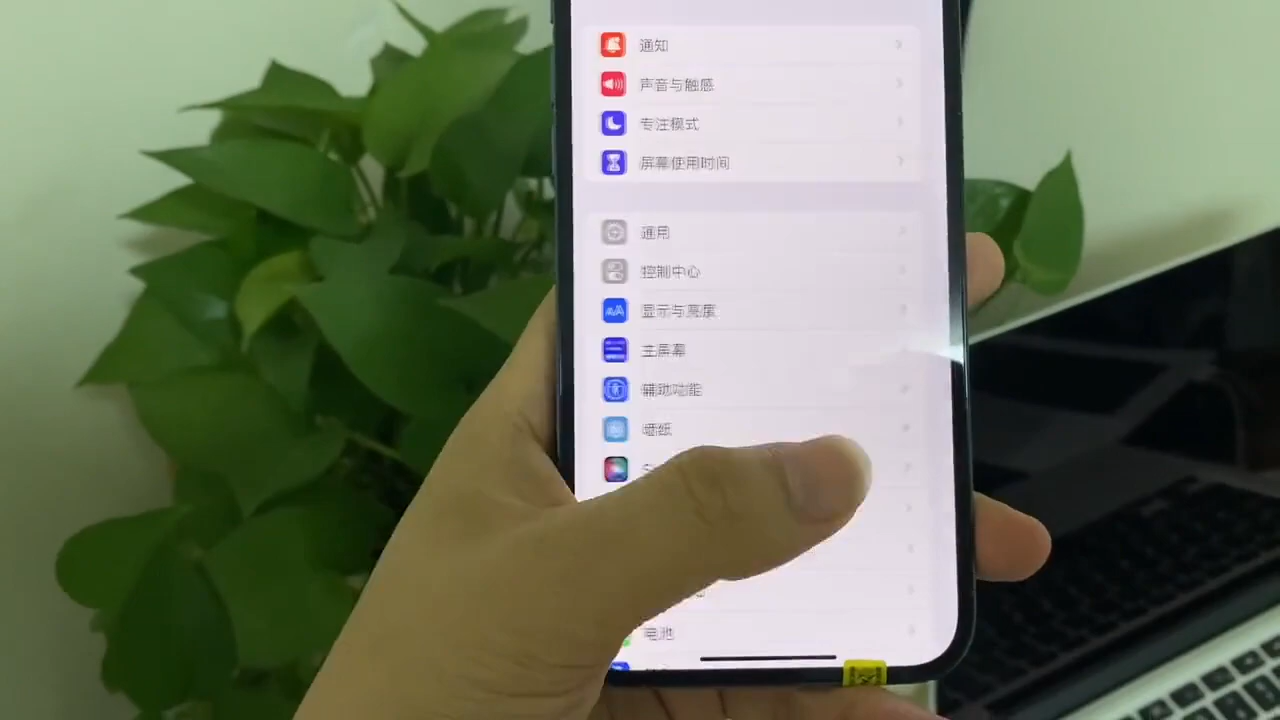 通知
声音与触感
专注模式
屏幕使用时间
通用
控制中心
显示与亮度
主屏幕
辅助功能
墙纸
电池